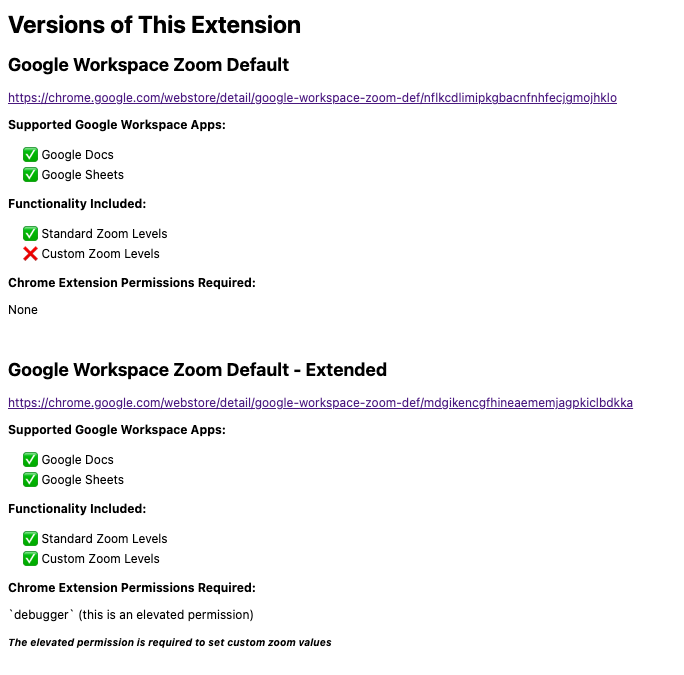 Versions of This Extension
Google Workspace Zoom Default
https://chrome.google.com/webstore/detail/google-workspace-zoom-def/nflkcdlimipkgbacnfnhfecjgmojhklo
Supported Google Workspace Apps:
✅ Google Docs
✅ Google Sheets
Functionality Included:
✅ Standard Zoom Levels
❌ Custom Zoom Levels
Chrome Extension Permissions Required:
None
Google Workspace Zoom Default - Extended
https://chrome.google.com/webstore/detail/google-workspace-zoom-def/mdgikencgfhineaememjagpkiclbdkka
Supported Google Workspace Apps:
✅ Google Docs
✅ Google Sheets
Functionality Included:
✅ Standard Zoom Levels
✅ Custom Zoom Levels
Chrome Extension Permissions Required:
`debugger` (this is an elevated permission)
The elevated permission is required to set custom zoom values